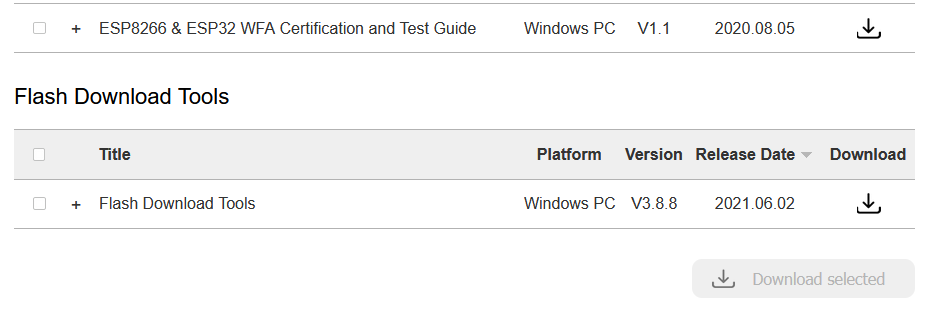 + ESP8266 & ESP32 WFA Certification and Test Guide Windows PC V1.1 2020.08.05
Flash Download Tools
Title Platform Version Release Date Download
+ Flash Download Tools Windows PC V3.8.8 2021.06.02
Download selected